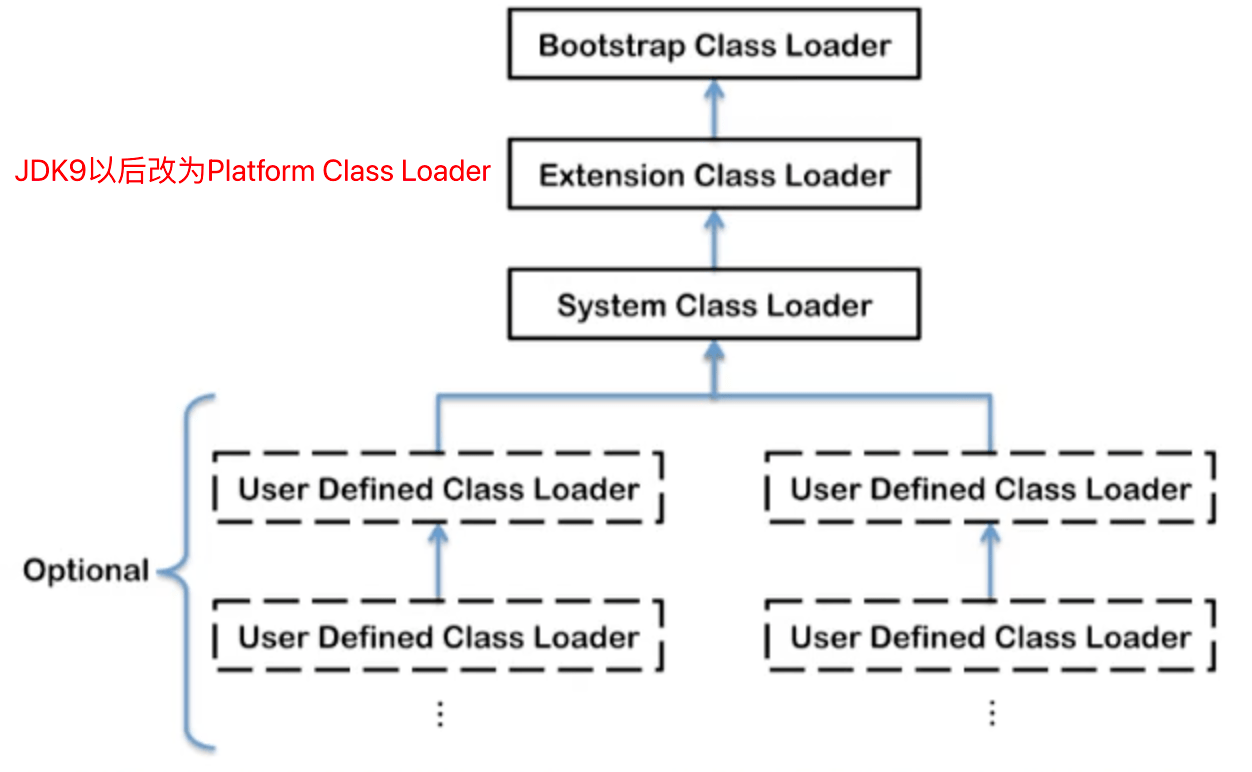 Bootstrap Class Loader
JDK9以后改为Platform Class Loader
Extension Class Loader
System Class Loader
User Defined Class Loader
User Defined Class Loader
Optional
User Defined Class Loader
User Defined Class Loader
⋮
⋮